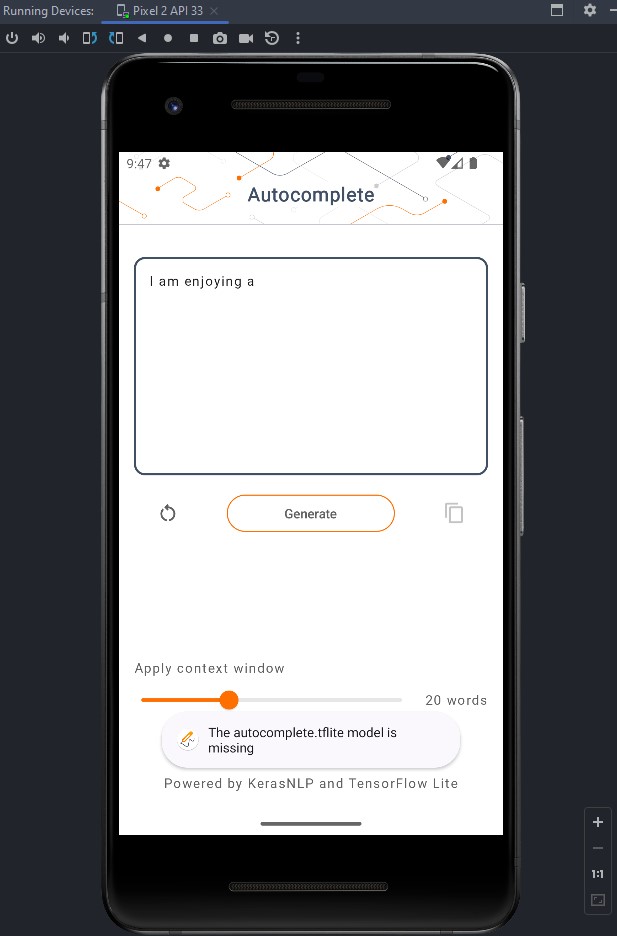 Running Devices: Pixel 2 API 33
9:47
Autocomplete
I am enjoying a
Generate
Apply context window
20 words
The autocomplete.tflite model is
missing
Powered by KerasNLP and TensorFlow Lite
1:1